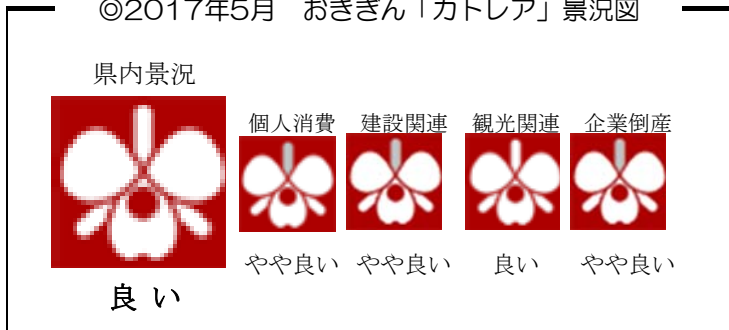 ◎2017年5月　おきぎん「カトレア」景況図
県内景況
個人消費　建設関連　観光関連　企業倒産
やや良い　やや良い　良い　やや良い
良 い